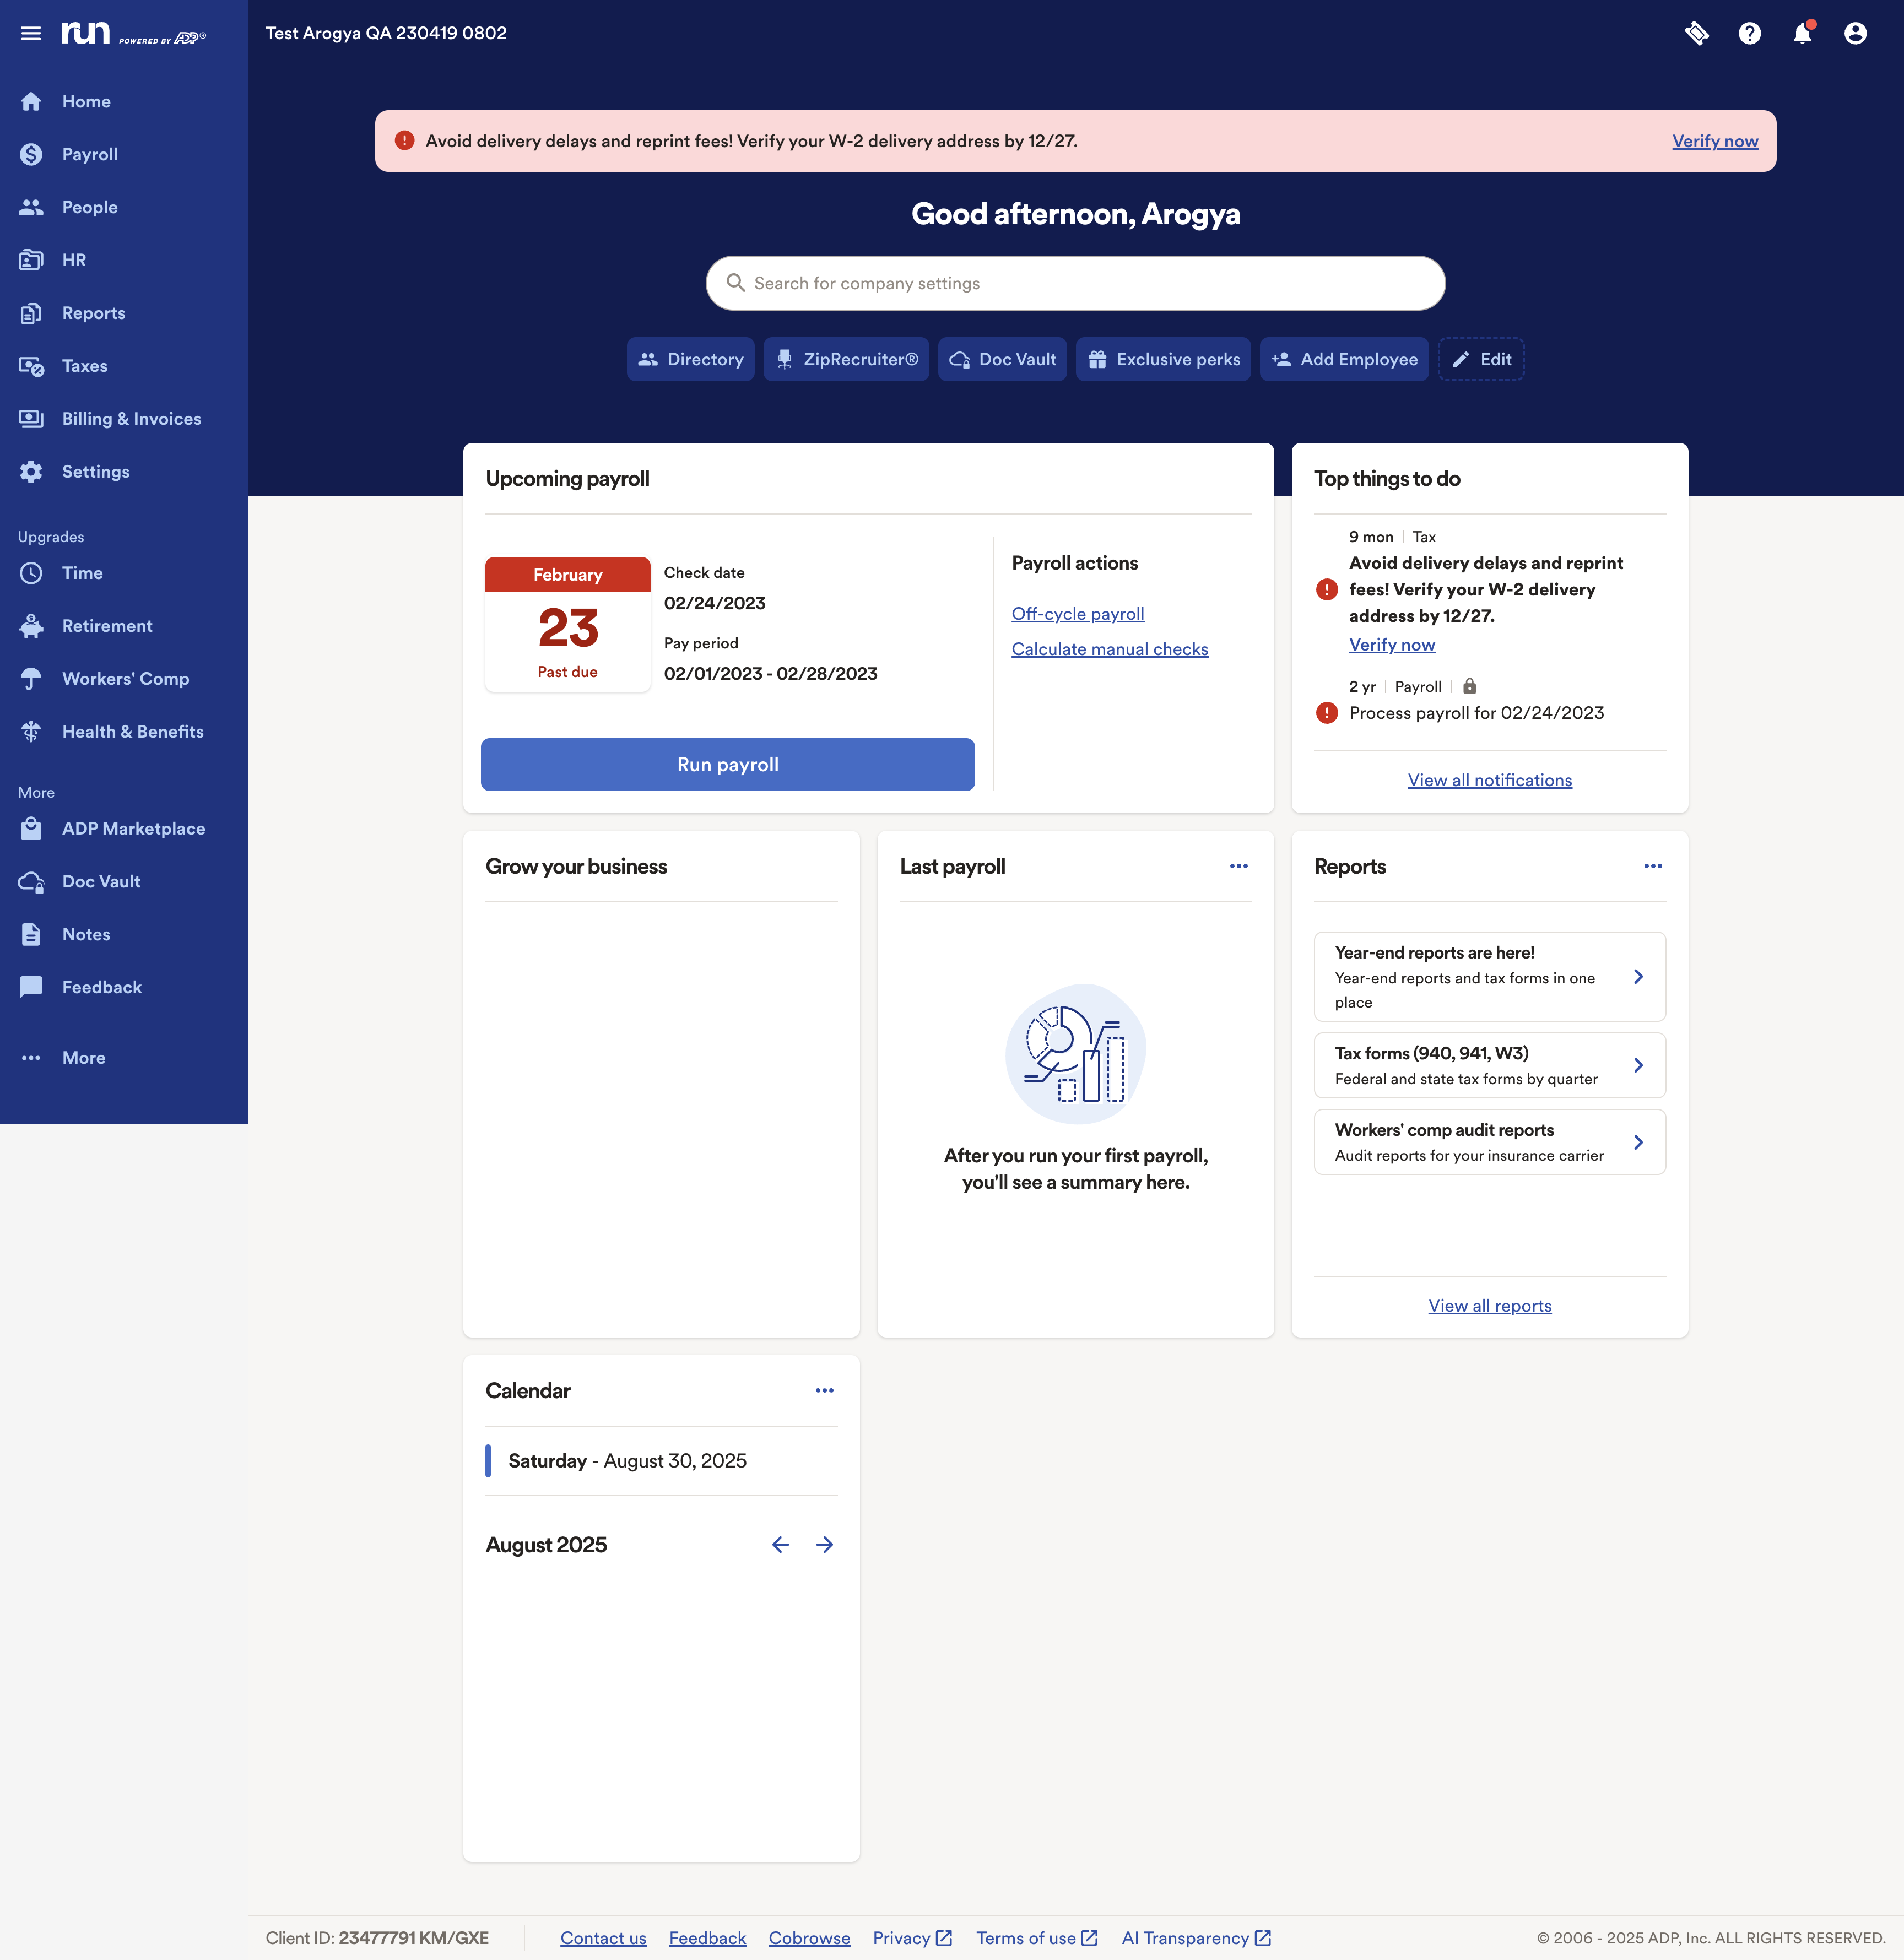 run POWERED BY ADP®
Test Arogya QA 230419 0802
Home
Payroll
People
HR
Reports
Taxes
Billing & Invoices
Settings
Upgrades
Time
Retirement
Workers' Comp
Health & Benefits
More
ADP Marketplace
Doc Vault
Notes
Feedback
More
Avoid delivery delays and reprint fees! Verify your W-2 delivery address by 12/27.
Verify now
Good afternoon, Arogya
Search for company settings
Directory
ZipRecruiter®
Doc Vault
Exclusive perks
Add Employee
Edit
Upcoming payroll
February
23
Past due
Check date
02/24/2023
Pay period
02/01/2023 - 02/28/2023
Run payroll
Payroll actions
Off-cycle payroll
Calculate manual checks
Top things to do
9 mon | Tax
Avoid delivery delays and reprint
fees! Verify your W-2 delivery
address by 12/27.
Verify now
2 yr | Payroll |
Process payroll for 02/24/2023
View all notifications
Grow your business
Last payroll
After you run your first payroll,
you'll see a summary here.
Reports
Year-end reports are here!
Year-end reports and tax forms in one
place
Tax forms (940, 941, W3)
Federal and state tax forms by quarter
Workers' comp audit reports
Audit reports for your insurance carrier
View all reports
Calendar
Saturday - August 30, 2025
August 2025
Client ID: 23477791 KM/GXE
Contact us
Feedback
Cobrowse
Privacy
Terms of use
AI Transparency
© 2006 - 2025 ADP, Inc. ALL RIGHTS RESERVED.